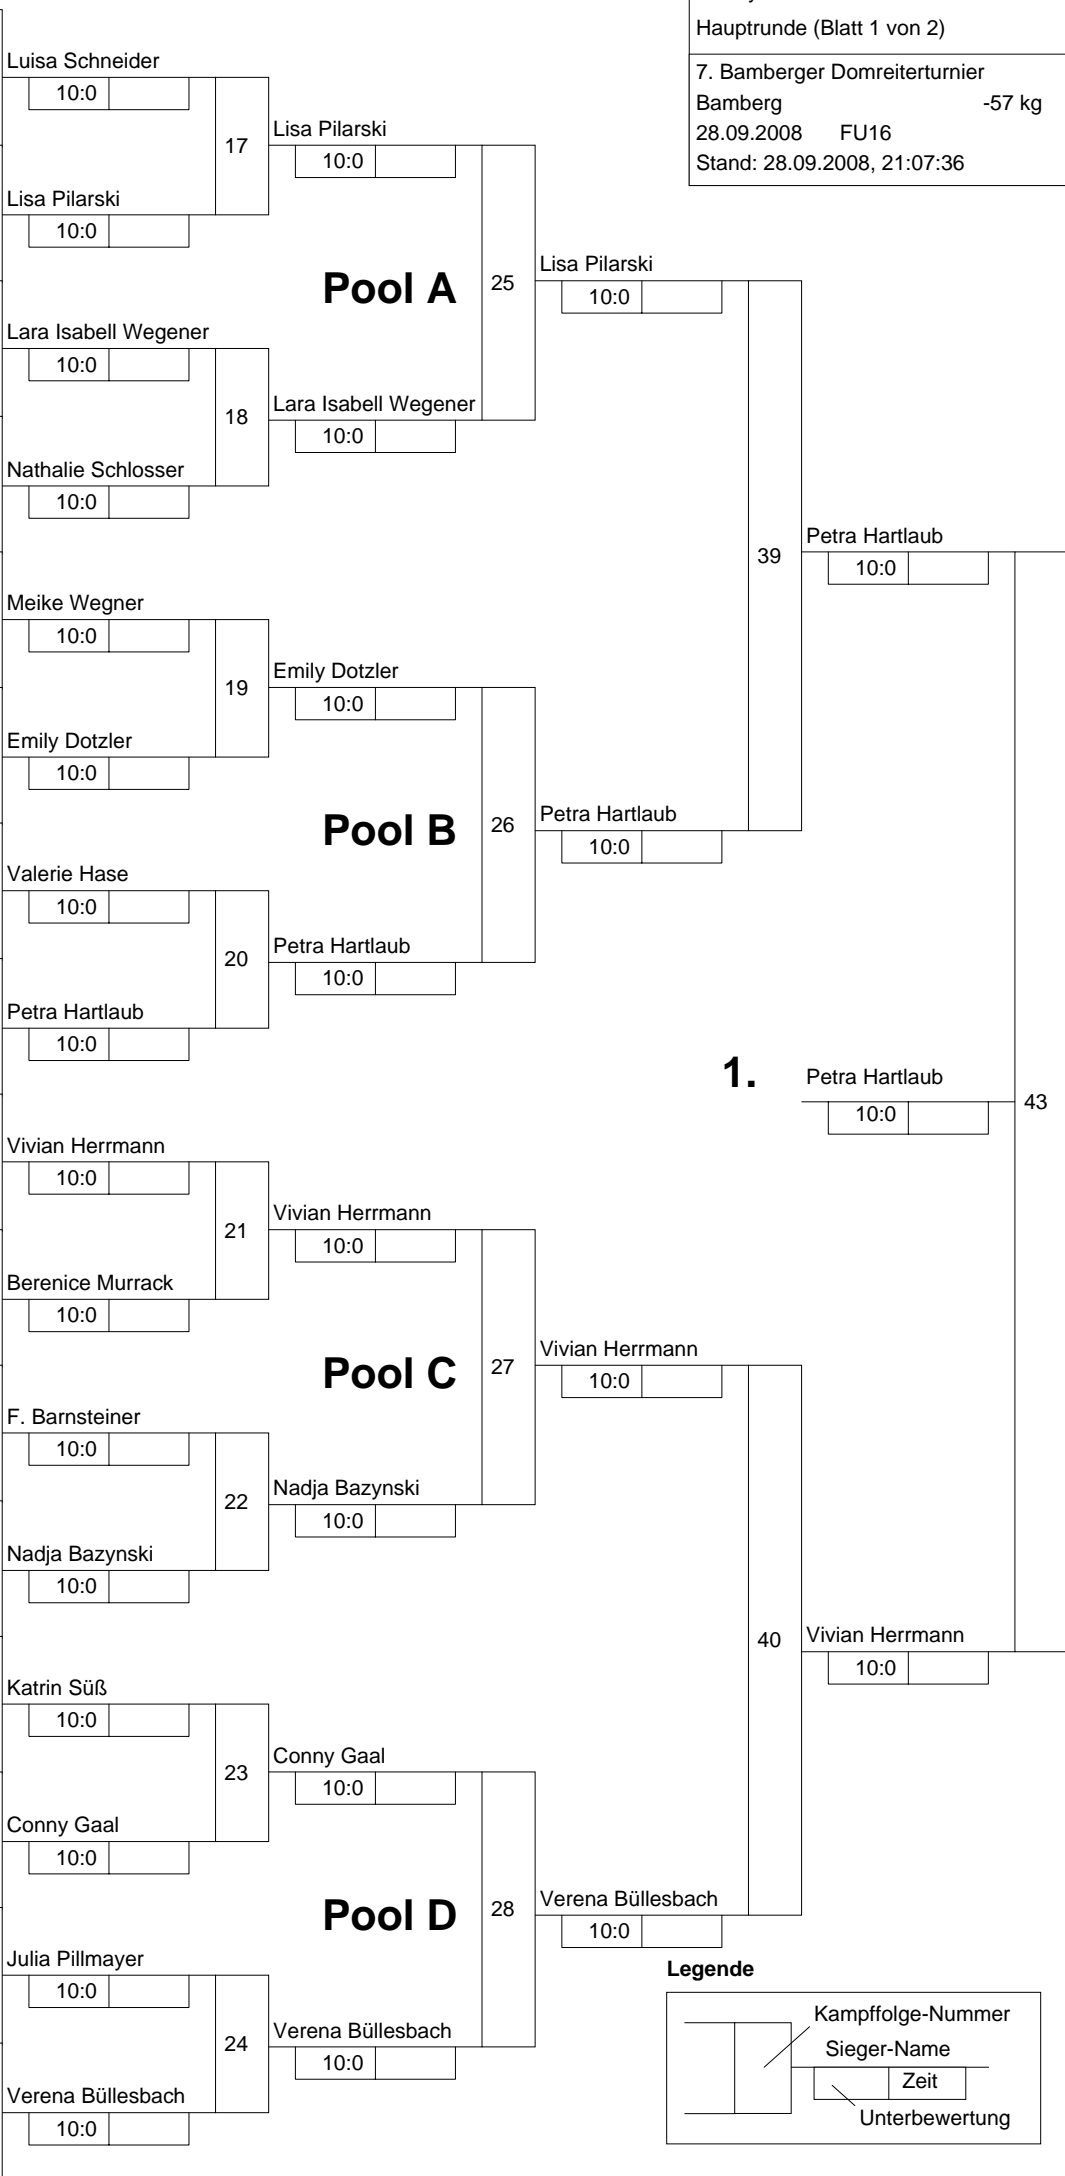 Hauptrunde (Blatt 1 von 2)
7. Bamberger Domreiterturnier
Bamberg -57 kg
28.09.2008 FU16
Stand: 28.09.2008, 21:07:36
Luisa Schneider
10:0
17
Lisa Pilarski
10:0
Lara Isabell Wegener
10:0
18
Nathalie Schlosser
10:0
Meike Wegner
10:0
19
Emily Dotzler
10:0
Valerie Hase
10:0
20
Petra Hartlaub
10:0
Vivian Herrmann
10:0
21
Berenice Murrack
10:0
F. Barnsteiner
10:0
22
Nadja Bazynski
10:0
Katrin Süß
10:0
23
Conny Gaal
10:0
Julia Pillmayer
10:0
24
Verena Büllesbach
10:0
Lisa Pilarski
10:0
Pool A
25
Lara Isabell Wegener
10:0
Emily Dotzler
10:0
Pool B
26
Petra Hartlaub
10:0
Vivian Herrmann
10:0
Pool C
27
Nadja Bazynski
10:0
Conny Gaal
10:0
Pool D
28
Verena Büllesbach
10:0
Lisa Pilarski
10:0
39
Petra Hartlaub
10:0
Vivian Herrmann
10:0
40
Verena Büllesbach
10:0
Petra Hartlaub
10:0
1.
Petra Hartlaub
10:0
43
Vivian Herrmann
10:0
Legende
Kampffolge-Nummer
Sieger-Name
Zeit
Unterbewertung